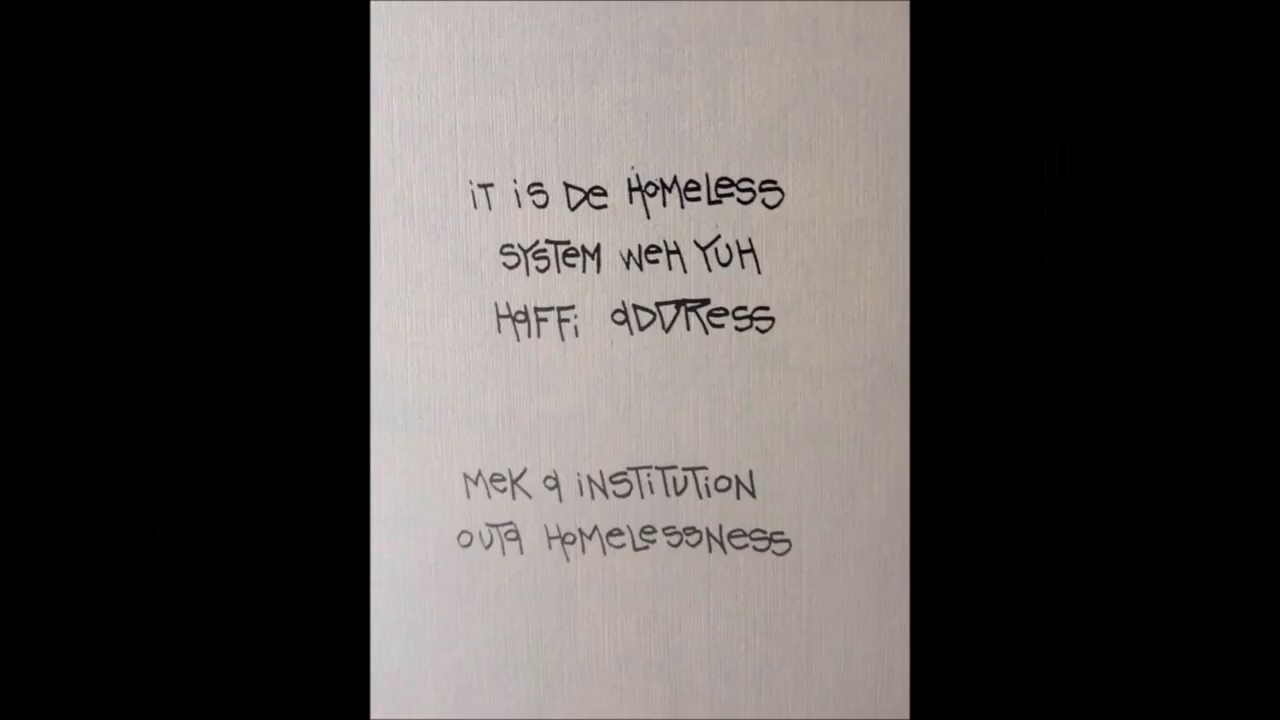 iT iS De HoMeLeSS
SYSTeM WeH YUH
HaFFi aDDReSS
MeK a iNSTiTUTioN
OUTa HoMeLeSSNeSS